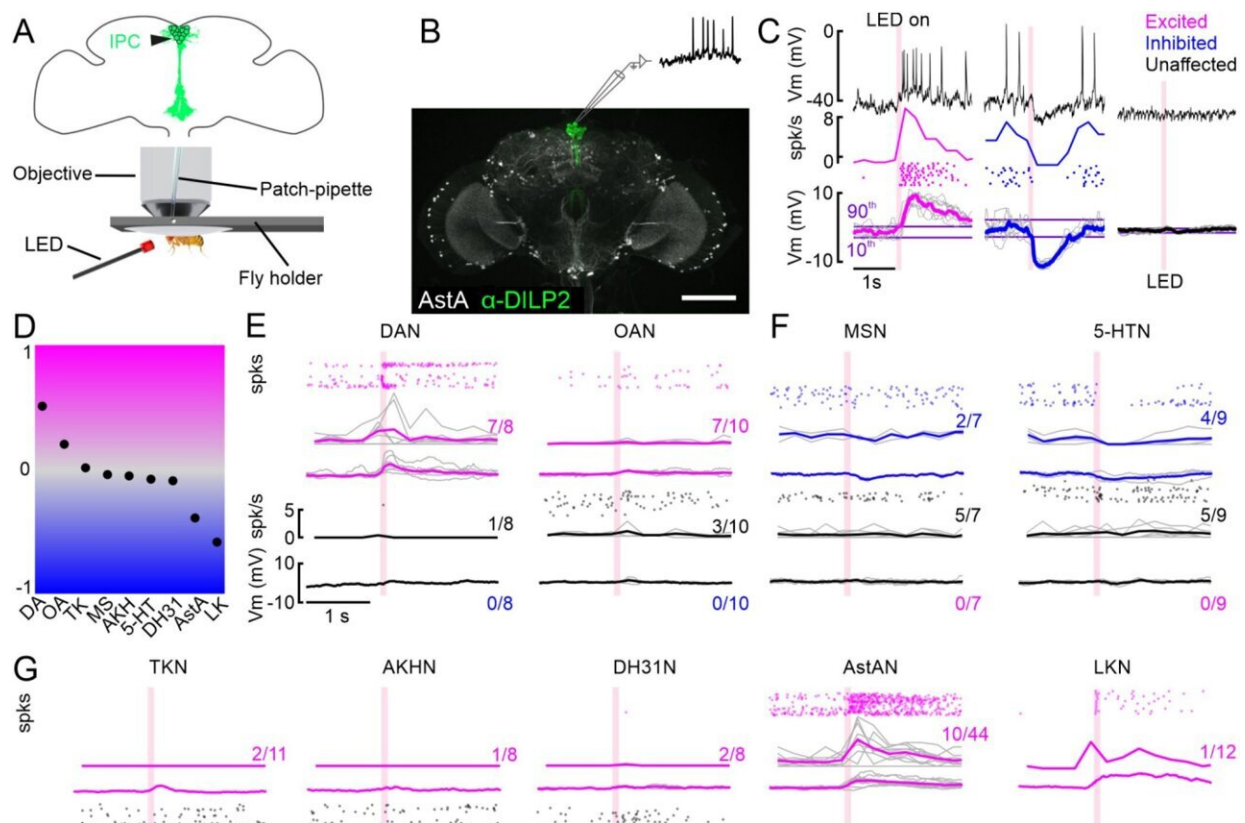 A
IPC
Objective
Patch-pipette
LED
Fly holder
B
AstA α-DILP2
C
LED on
Excited
Inhibited
Unaffected
Vm (mV)
0
-40
spk/s
8
0
Vm (mV)
10
-10
90th
10th
1s
LED
D
1
0
-1
DA
OA
TK
MS
AKH
5-HT
DH31
AstA
LK
E
DAN
OAN
spks
7/8
7/10
spk/s
5
0
1/8
3/10
Vm (mV)
10
-10
0/8
0/10
1 s
F
MSN
5-HTN
2/7
4/9
5/7
5/9
0/7
0/9
G
TKN
AKHN
DH31N
AstAN
LKN
spks
2/11
1/8
2/8
10/44
1/12